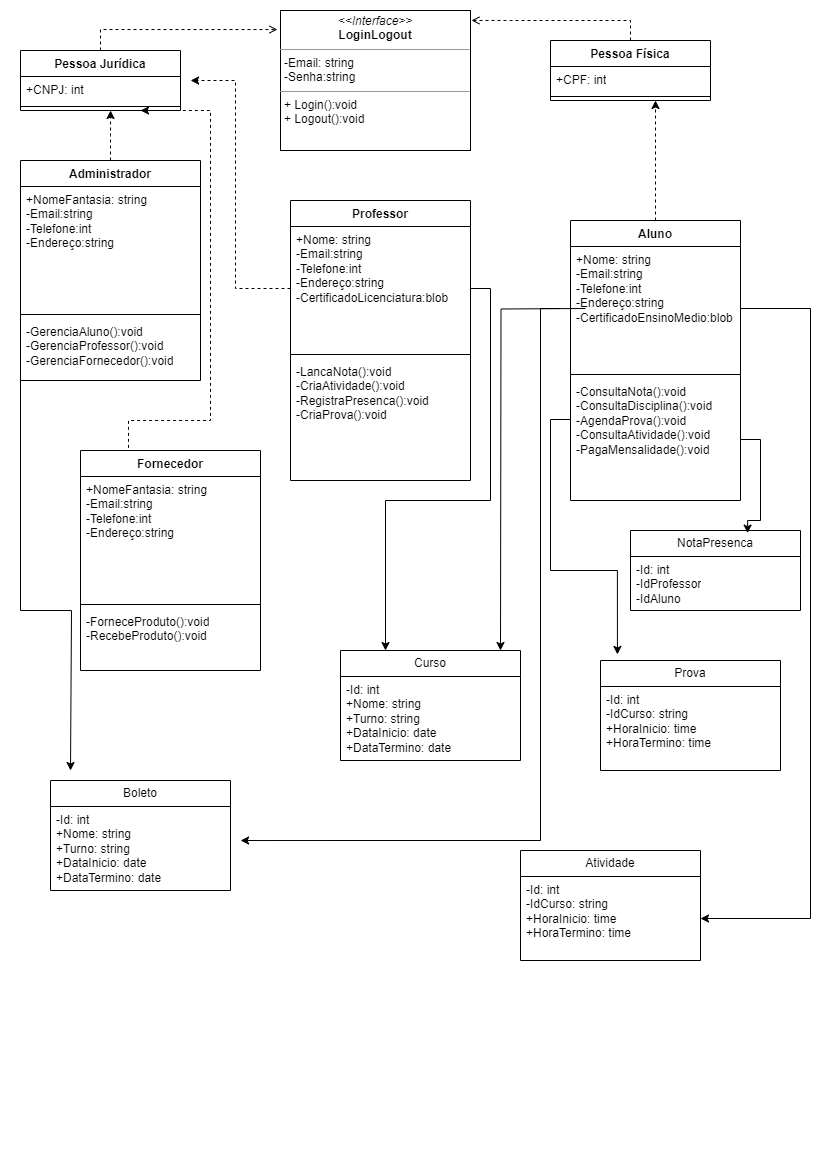 <<Interface>>
LoginLogout
-Email: string
-Senha:string
+ Login():void
+ Logout():void
Pessoa Jurídica
+CNPJ: int
Pessoa Física
+CPF: int
Administrador
+NomeFantasia: string
-Email:string
-Telefone:int
-Endereço:string
-GerenciaAluno():void
-GerenciaProfessor():void
-GerenciaFornecedor():void
Professor
+Nome: string
-Email:string
-Telefone:int
-Endereço:string
-CertificadoLicenciatura:blob
-LancaNota():void
-CriaAtividade():void
-RegistraPresenca():void
-CriaProva():void
Aluno
+Nome: string
-Email:string
-Telefone:int
-Endereço:string
-CertificadoEnsinoMedio:blob
-ConsultaNota():void
-ConsultaDisciplina():void
-AgendaProva():void
-ConsultaAtividade():void
-PagaMensalidade():void
Fornecedor
+NomeFantasia: string
-Email:string
-Telefone:int
-Endereço:string
-ForneceProduto():void
-RecebeProduto():void
NotaPresenca
-Id: int
-IdProfessor
-IdAluno
Curso
-Id: int
+Nome: string
+Turno: string
+DataInicio: date
+DataTermino: date
Prova
-Id: int
-IdCurso: string
+HoraInicio: time
+HoraTermino: time
Boleto
-Id: int
+Nome: string
+Turno: string
+DataInicio: date
+DataTermino: date
Atividade
-Id: int
-IdCurso: string
+HoraInicio: time
+HoraTermino: time